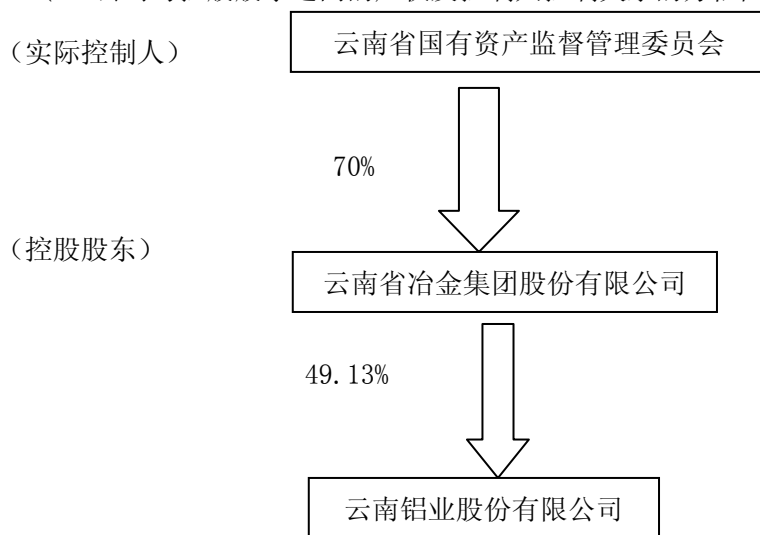 （实际控制人）
云南省国有资产监督管理委员会
70%
（控股股东）
云南省冶金集团股份有限公司
49.13%
云南铝业股份有限公司